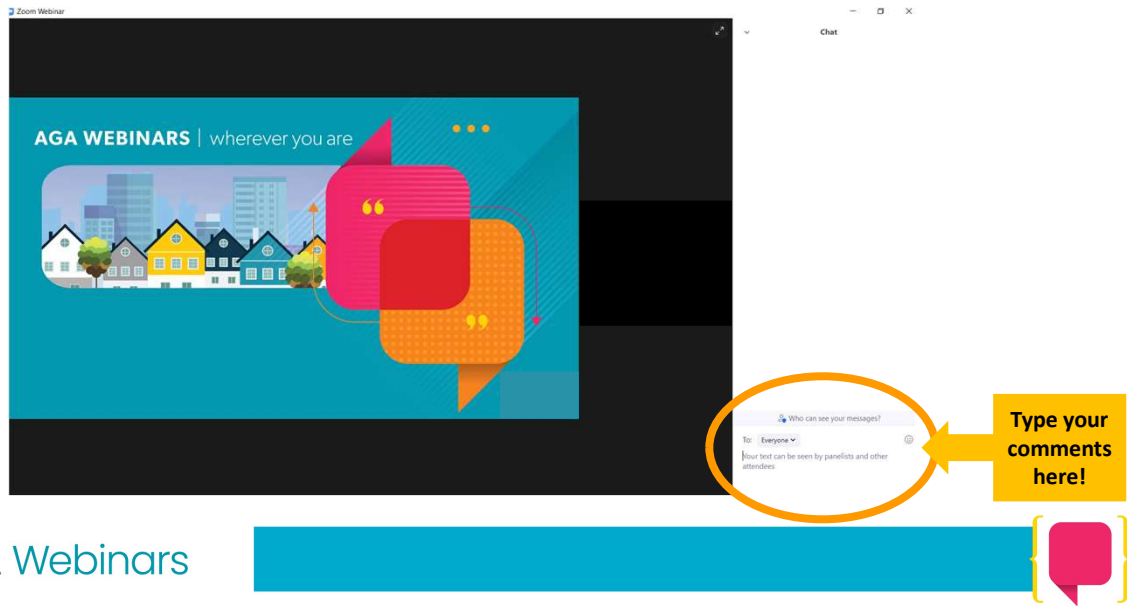 Zoom Webinar
Chat
AGA WEBINARS | wherever you are
“
”
Who can see your messages?
To: Everyone
Your text can be seen by panelists and other
attendees
Type your
comments
here!
Webinars